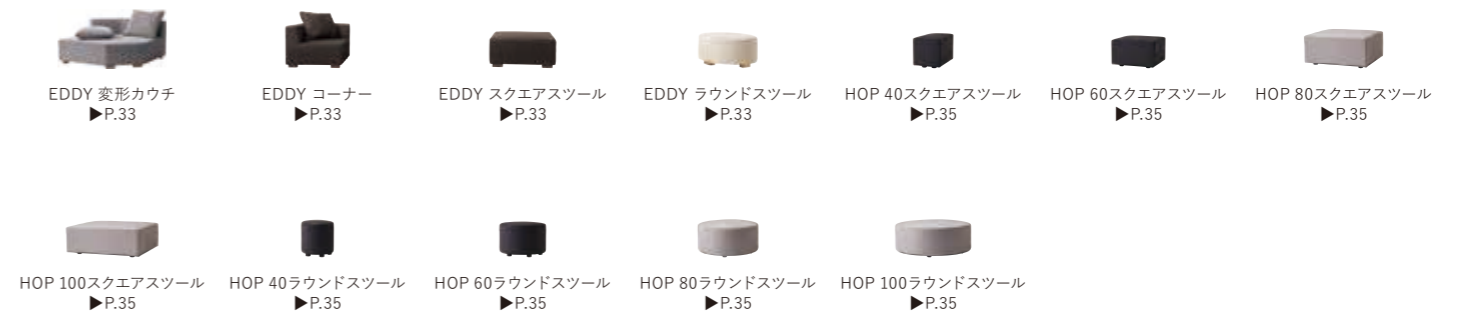 EDDY 変形カウチ
▶P.33
EDDY コーナー
▶P.33
EDDY スクエアスツール
▶P.33
EDDY ラウンドスツール
▶P.33
HOP 40スクエアスツール
▶P.35
HOP 60スクエアスツール
▶P.35
HOP 80スクエアスツール
▶P.35
HOP 100スクエアスツール
▶P.35
HOP 40ラウンドスツール
▶P.35
HOP 60ラウンドスツール
▶P.35
HOP 80ラウンドスツール
▶P.35
HOP 100ラウンドスツール
▶P.35